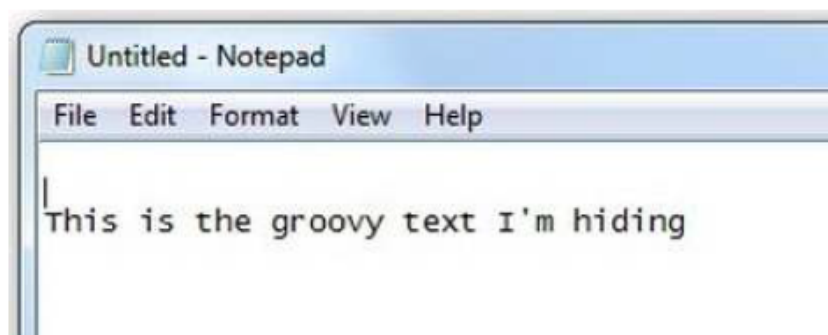 Untitled - Notepad
File Edit Format View Help
This is the groovy text I'm hiding